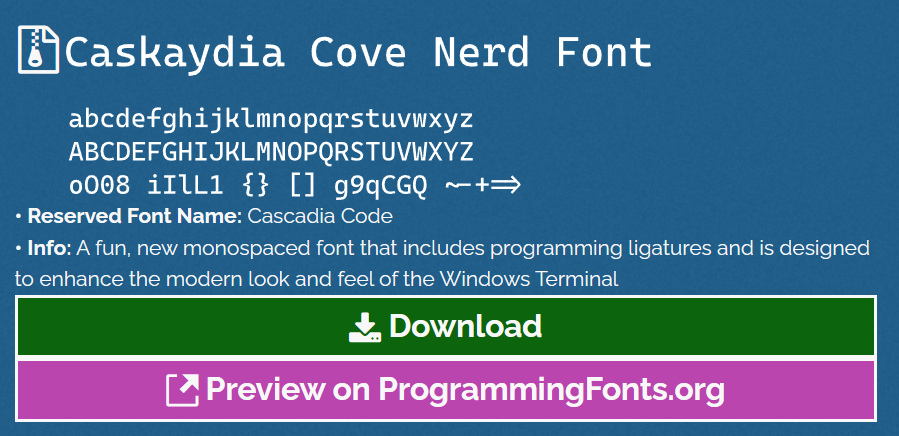 Caskaydia Cove Nerd Font
abcdefghijklmnopqrstuvwxyz
ABCDEFGHIJKLMNOPQRSTUVWXYZ
oO08 iIlL1 {} [] g9qCGQ ~-+=>
• Reserved Font Name: Cascadia Code
• Info: A fun, new monospaced font that includes programming ligatures and is designed
to enhance the modern look and feel of the Windows Terminal
Download
Preview on ProgrammingFonts.org